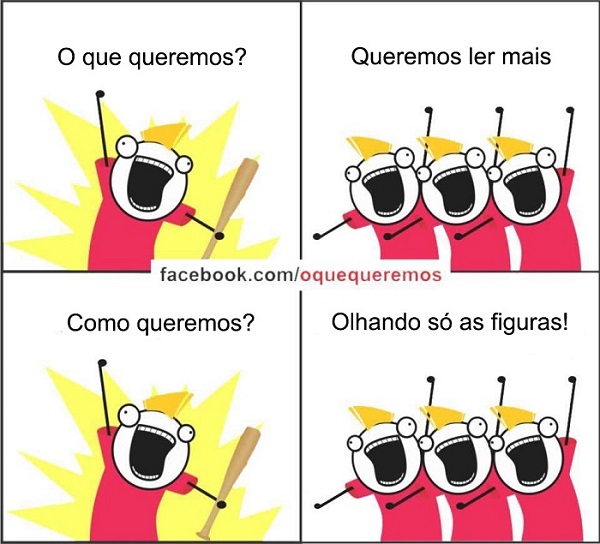 O que queremos?
Queremos ler mais
facebook.com/oquequeremos
Como queremos?
Olhando só as figuras!